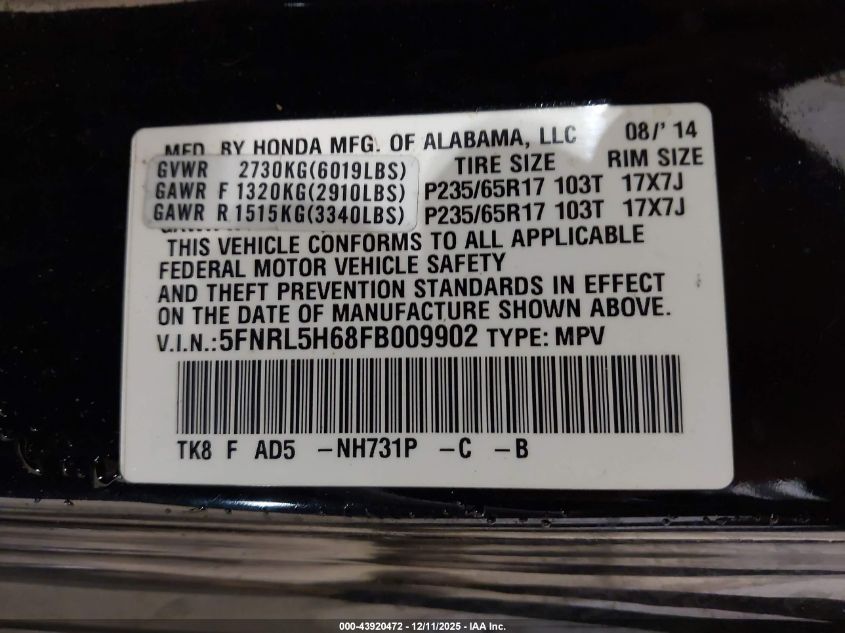 MFD. BY HONDA MFG. OF ALABAMA, LLC 08/'14
GVWR 2730KG(6019LBS) TIRE SIZE RIM SIZE
GAWR F 1320KG(2910LBS) P235/65R17 103T 17X7J
GAWR R 1515KG(3340LBS) P235/65R17 103T 17X7J
THIS VEHICLE CONFORMS TO ALL APPLICABLE
FEDERAL MOTOR VEHICLE SAFETY
AND THEFT PREVENTION STANDARDS IN EFFECT
ON THE DATE OF MANUFACTURE SHOWN ABOVE.
V.I.N.:5FNRL5H68FB009902 TYPE: MPV
TK8 F AD5 -NH731P -C -B
000-43920472 - 12/11/2025 - IAA Inc.